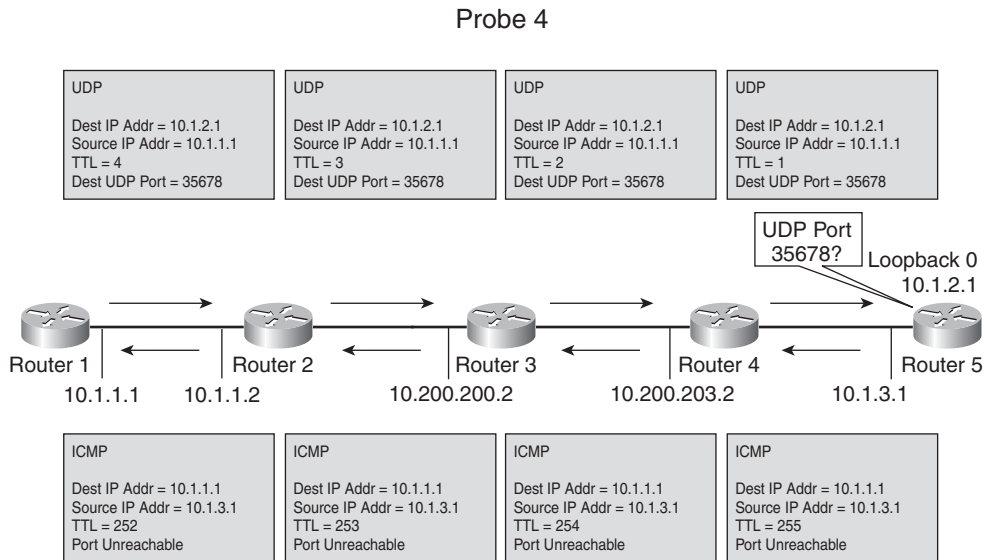 Probe 4
UDP
Dest IP Addr = 10.1.2.1
Source IP Addr = 10.1.1.1
TTL = 4
Dest UDP Port = 35678
UDP
Dest IP Addr = 10.1.2.1
Source IP Addr = 10.1.1.1
TTL = 3
Dest UDP Port = 35678
UDP
Dest IP Addr = 10.1.2.1
Source IP Addr = 10.1.1.1
TTL = 2
Dest UDP Port = 35678
UDP
Dest IP Addr = 10.1.2.1
Source IP Addr = 10.1.1.1
TTL = 1
Dest UDP Port = 35678
UDP Port
35678?
Loopback 0
10.1.2.1
Router 1
Router 2
Router 3
Router 4
Router 5
10.1.1.1
10.1.1.2
10.200.200.2
10.200.203.2
10.1.3.1
ICMP
Dest IP Addr = 10.1.1.1
Source IP Addr = 10.1.3.1
TTL = 252
Port Unreachable
ICMP
Dest IP Addr = 10.1.1.1
Source IP Addr = 10.1.3.1
TTL = 253
Port Unreachable
ICMP
Dest IP Addr = 10.1.1.1
Source IP Addr = 10.1.3.1
TTL = 254
Port Unreachable
ICMP
Dest IP Addr = 10.1.1.1
Source IP Addr = 10.1.3.1
TTL = 255
Port Unreachable